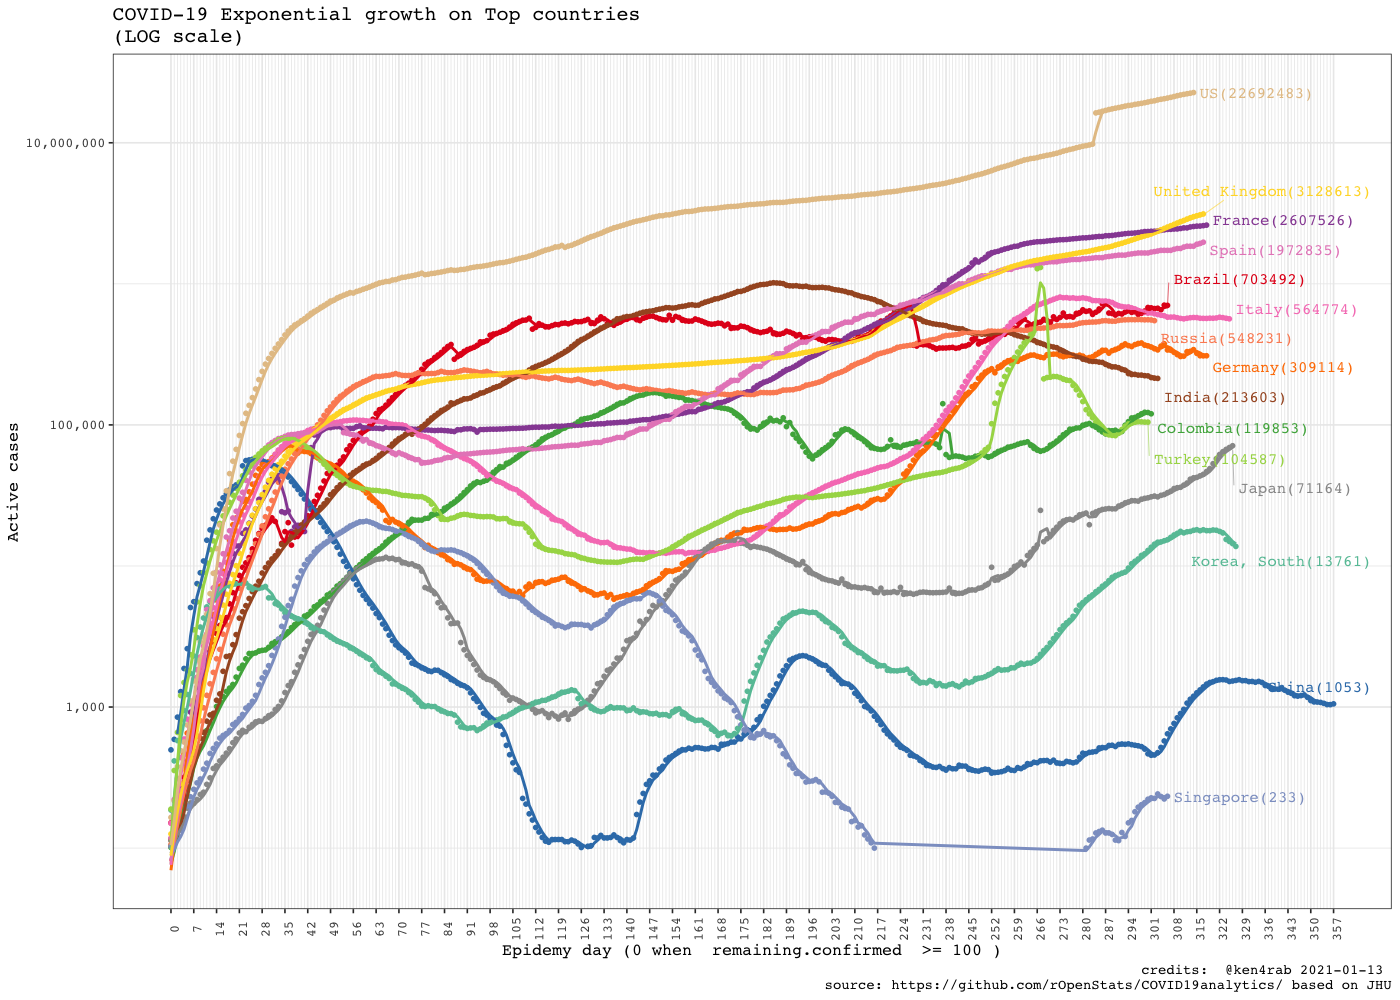 COVID-19 Exponential growth on Top countries
(LOG scale)
US(22692483)
10,000,000
United Kingdom(3128613)
France(2607526)
Spain(1972835)
Brazil(703492)
Italy(564774)
Russia(548231)
Germany(309114)
India(213603)
100,000
Colombia(119853)
Turkey(104587)
Japan(71164)
Active cases
Korea, South(13761)
China(1053)
1,000
Singapore(233)
0 7 14 21 28 35 42 49 56 63 70 77 84 91 98 105 112 119 126 133 140 147 154 161 168 175 182 189 196 203 210 217 224 231 238 245 252 259 266 273 280 287 294 301 308 315 322 329 336 343 350 357
Epidemy day (0 when remaining.confirmed >= 100 )
credits: @ken4rab 2021-01-13
source: https://github.com/rOpenStats/COVID19analytics/ based on JHU